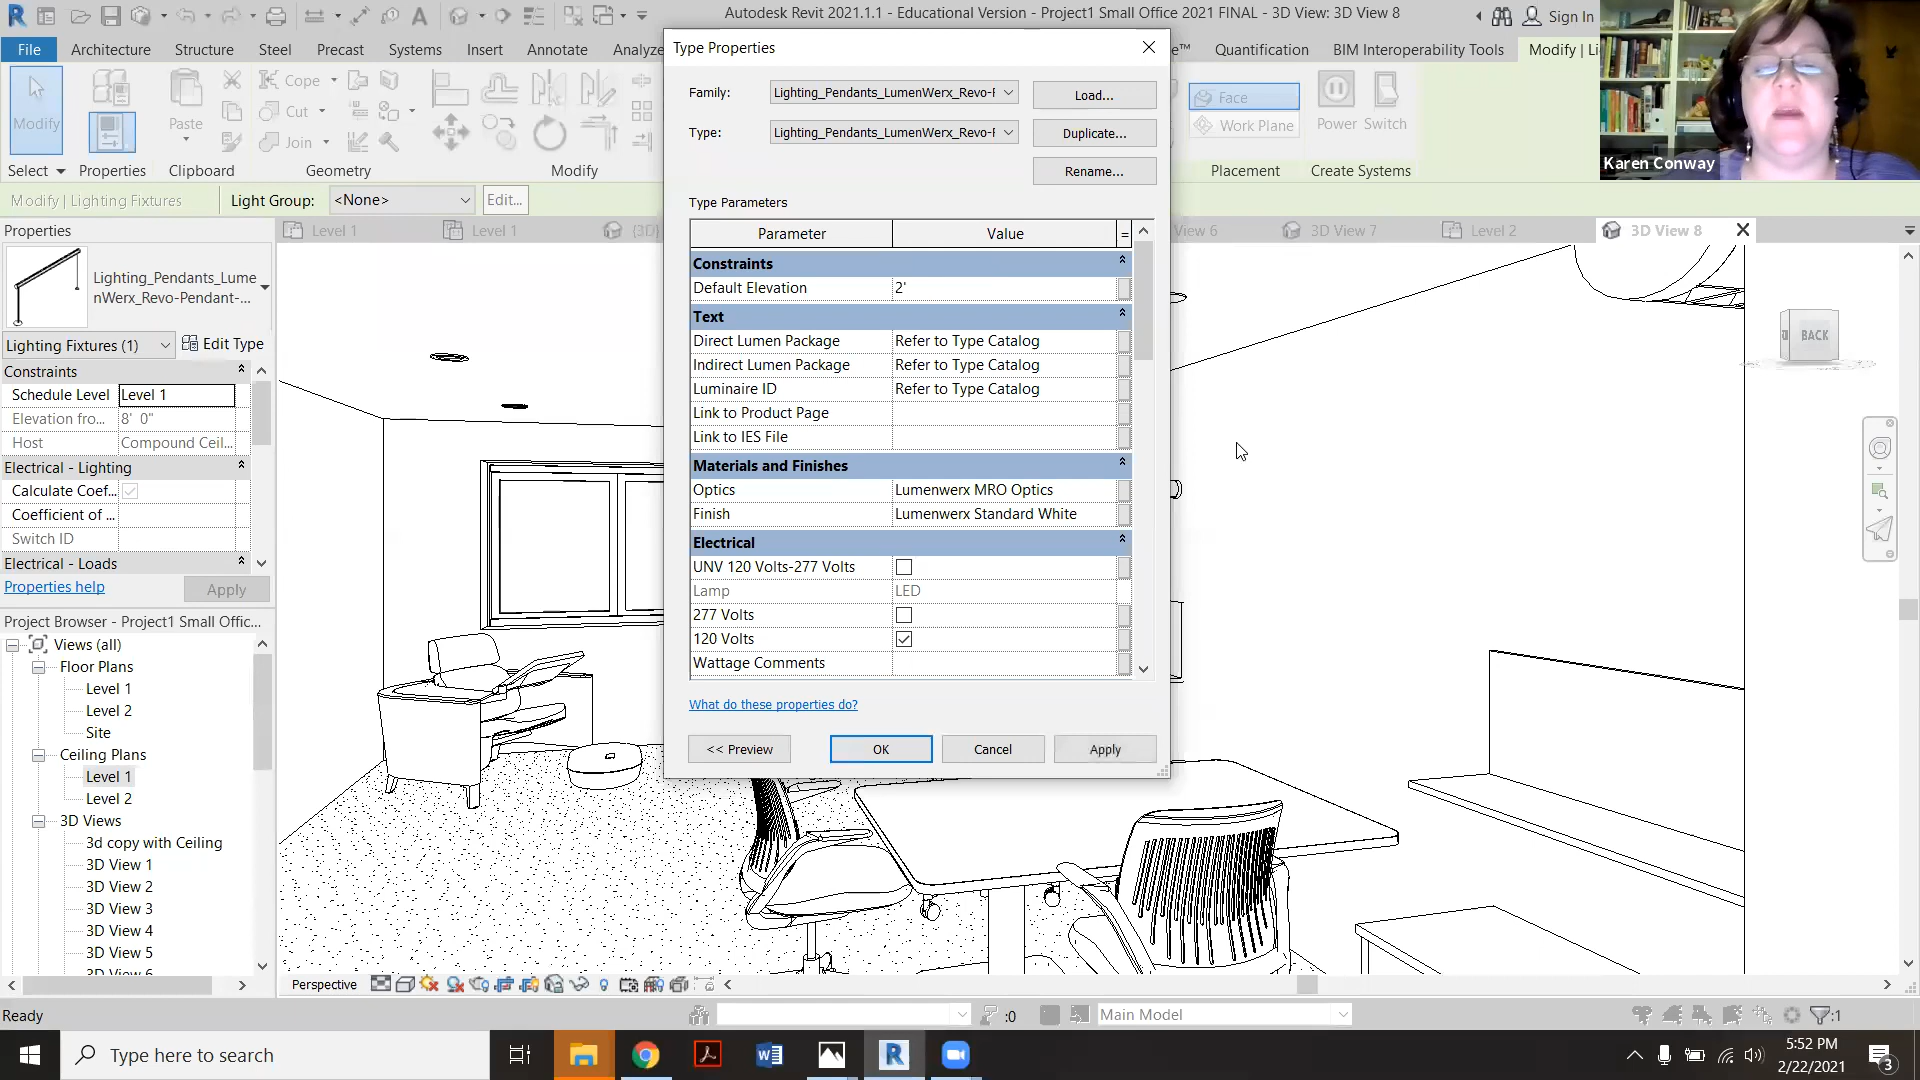 Autodesk Revit 2021.1.1 - Educational Version - Project1 Small Office 2021 FINAL - 3D View: 3D View 8
Sign In
File Architecture Structure Steel Precast Systems Insert Annotate Analyze Quantification BIM Interoperability Tools Modify | Li
Modify
Paste
Cope
Cut
Join
Face
Work Plane
Power Switch
Select Properties Clipboard Geometry Modify Placement Create Systems
Karen Conway
Modify | Lighting Fixtures Light Group: <None> Edit...
Properties
Level 1 Level 1 {3D} View 6 3D View 7 Level 2 3D View 8
Lighting_Pendants_Lume
nWerx_Revo-Pendant-...
Lighting Fixtures (1) Edit Type
Constraints
Schedule Level Level 1
Elevation fro... 8' 0"
Host Compound Ceil...
Electrical - Lighting
Calculate Coef...
Coefficient of ...
Switch ID
Electrical - Loads
Properties help Apply
Project Browser - Project1 Small Offic...
Views (all)
Floor Plans
Level 1
Level 2
Site
Ceiling Plans
Level 1
Level 2
3D Views
3d copy with Ceiling
3D View 1
3D View 2
3D View 3
3D View 4
3D View 5
3D View 6
Type Properties
Family: Lighting_Pendants_LumenWerx_Revo-F Load...
Type: Lighting_Pendants_LumenWerx_Revo-F Duplicate...
Rename...
Type Parameters
Parameter Value =
Constraints
Default Elevation 2'
Text
Direct Lumen Package Refer to Type Catalog
Indirect Lumen Package Refer to Type Catalog
Luminaire ID Refer to Type Catalog
Link to Product Page
Link to IES File
Materials and Finishes
Optics Lumenwerx MRO Optics
Finish Lumenwerx Standard White
Electrical
UNV 120 Volts-277 Volts
Lamp LED
277 Volts
120 Volts
Wattage Comments
What do these properties do?
<< Preview OK Cancel Apply
BACK
Perspective
Ready
:0 Main Model :1
Type here to search
5:52 PM
2/22/2021
3